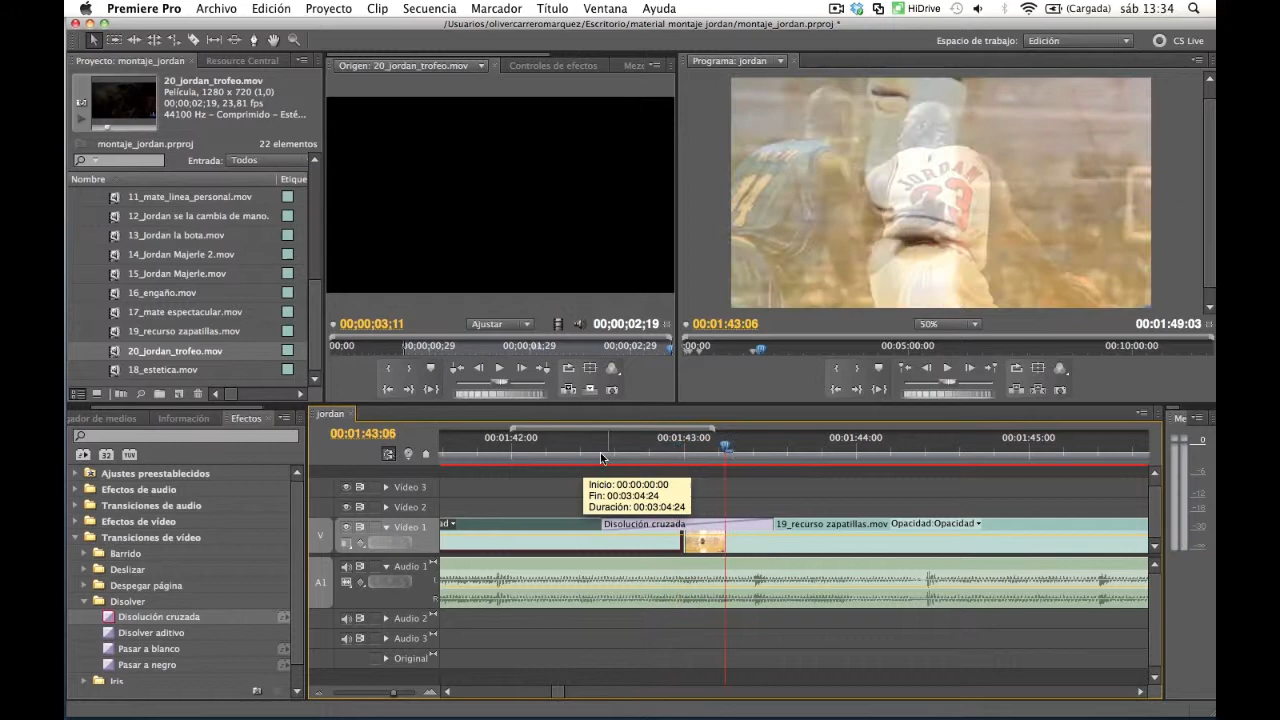 Premiere Pro Archivo Edición Proyecto Clip Secuencia Marcador Título Ventana Ayuda HiDrive (Cargada) sáb 13:34
/Usuarios/olivercarreromarquez/Escritorio/material montaje jordan/montaje_jordan.prproj *
Espacio de trabajo: Edición CS Live
Proyecto: montaje_jordan Resource Central
Origen: 20_jordan_trofeo.mov Controles de efectos Mezc
Programa: jordan
20_jordan_trofeo.mov
Película, 1280 x 720 (1,0)
00;00;02;19, 23,81 fps
44100 Hz - Comprimido - Esté...
montaje_jordan.prproj 22 elementos
Entrada: Todos
Nombre Etique
11_mate_linea_personal.mov
12_Jordan se la cambia de mano.
13_Jordan la bota.mov
14_Jordan Majerle 2.mov
15_Jordan Majerle.mov
16_engaño.mov
17_mate espectacular.mov
19_recurso zapatillas.mov
20_jordan_trofeo.mov
18_estetica.mov
JORDAN
23
00;00;03;11 Ajustar 00;00;02;19
00:01:43:06 50% 00:01:49:03
00;00 00;00;00;29 00;00;01;29 00;00;02;29
;00:00 00:05:00:00 00:10:00:00
ador de medios Información Efectos
Ajustes preestablecidos
Efectos de audio
Transiciones de audio
Efectos de vídeo
Transiciones de vídeo
Barrido
Deslizar
Despegar página
Disolver
Disolución cruzada
Disolver aditivo
Pasar a blanco
Pasar a negro
Iris
jordan
00:01:43:06
00:01:42:00 00:01:43:00 00:01:44:00 00:01:45:00
Inicio: 00:00:00:00
Fin: 00:03:04:24
Duración: 00:03:04:24
Vídeo 3
Vídeo 2
V Vídeo 1 ad Disolución cruzada 19_recurso zapatillas.mov Opacidad:Opacidad
A1 Audio 1 L
R
Audio 2
Audio 3
Original
Me
0
-6
-12
-18
-30